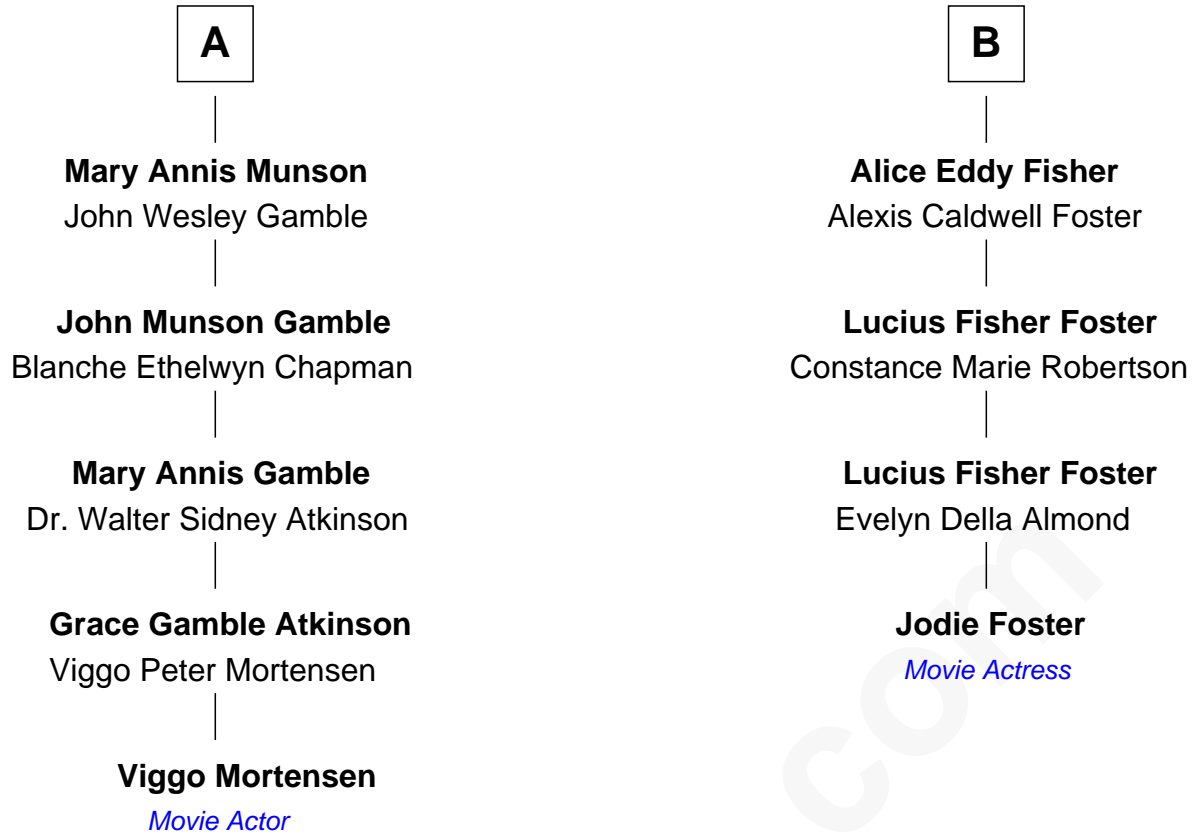 A
Mary Annis Munson
John Wesley Gamble
John Munson Gamble
Blanche Ethelwyn Chapman
Mary Annis Gamble
Dr. Walter Sidney Atkinson
Grace Gamble Atkinson
Viggo Peter Mortensen
Viggo Mortensen
Movie Actor
B
Alice Eddy Fisher
Alexis Caldwell Foster
Lucius Fisher Foster
Constance Marie Robertson
Lucius Fisher Foster
Evelyn Della Almond
Jodie Foster
Movie Actress
com